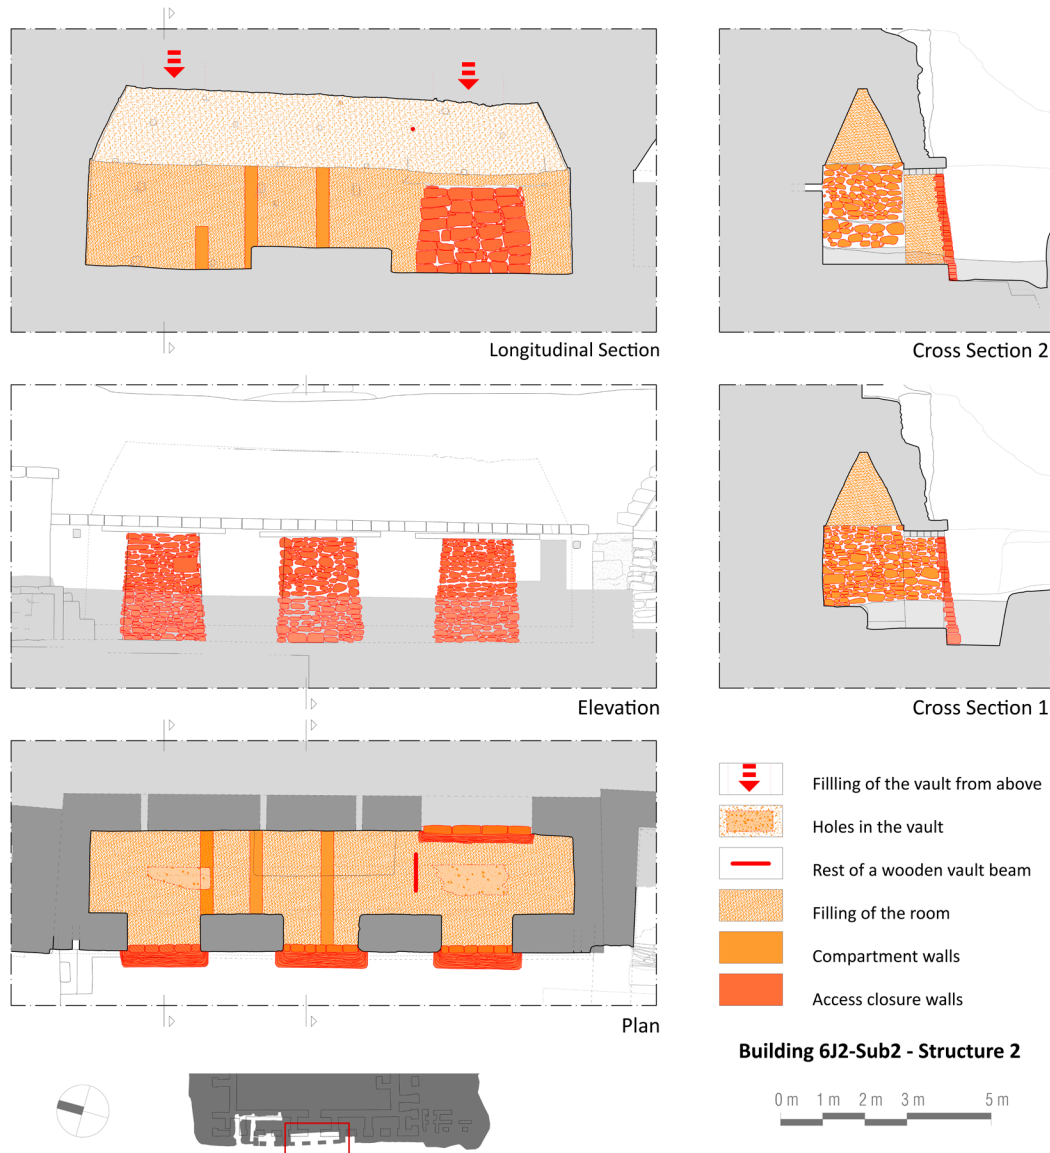 Longitudinal Section
Cross Section 2
Elevation
Cross Section 1
Plan
Fillling of the vault from above
Holes in the vault
Rest of a wooden vault beam
Filling of the room
Compartment walls
Access closure walls
Building 6J2-Sub2 - Structure 2
0 m 1 m 2 m 3 m 5 m